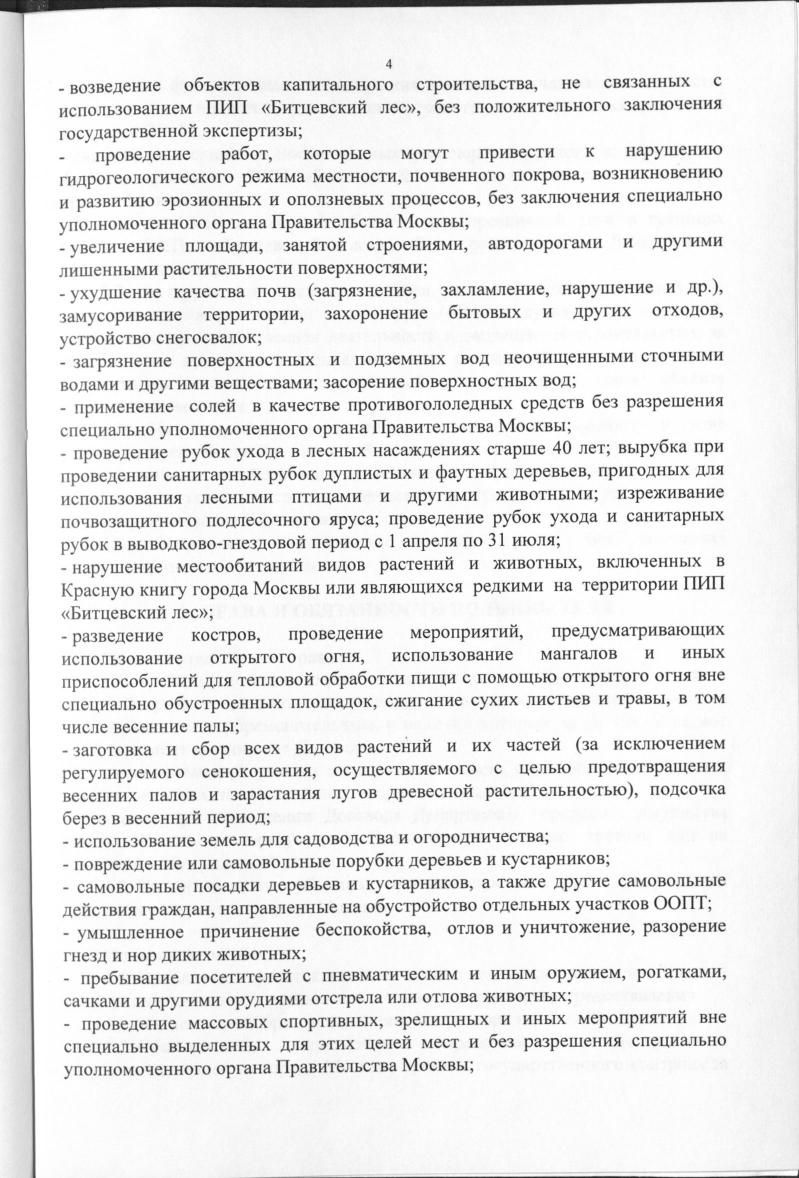 4
- возведение объектов капитального строительства, не связанных с
использованием ПИП «Битцевский лес», без положительного заключения
государственной экспертизы;
- проведение работ, которые могут привести к нарушению
гидрогеологического режима местности, почвенного покрова, возникновению
и развитию эрозионных и оползневых процессов, без заключения специально
уполномоченного органа Правительства Москвы;
- увеличение площади, занятой строениями, автодорогами и другими
лишенными растительности поверхностями;
- ухудшение качества почв (загрязнение, захламление, нарушение и др.),
замусоривание территории, захоронение бытовых и других отходов,
устройство снегосвалок;
- загрязнение поверхностных и подземных вод неочищенными сточными
водами и другими веществами; засорение поверхностных вод;
- применение солей в качестве противогололедных средств без разрешения
специально уполномоченного органа Правительства Москвы;
- проведение рубок ухода в лесных насаждениях старше 40 лет; вырубка при
проведении санитарных рубок дуплистых и фаутных деревьев, пригодных для
использования лесными птицами и другими животными; изреживание
почвозащитного подлесочного яруса; проведение рубок ухода и санитарных
рубок в выводково-гнездовой период с 1 апреля по 31 июля;
- нарушение местообитаний видов растений и животных, включенных в
Красную книгу города Москвы или являющихся редкими на территории ПИП
«Битцевский лес»;
- разведение костров, проведение мероприятий, предусматривающих
использование открытого огня, использование мангалов и иных
приспособлений для тепловой обработки пищи с помощью открытого огня вне
специально обустроенных площадок, сжигание сухих листьев и травы, в том
числе весенние палы;
- заготовка и сбор всех видов растений и их частей (за исключением
регулируемого сенокошения, осуществляемого с целью предотвращения
весенних палов и зарастания лугов древесной растительностью), подсочка
берез в весенний период;
- использование земель для садоводства и огородничества;
- повреждение или самовольные порубки деревьев и кустарников;
- самовольные посадки деревьев и кустарников, а также другие самовольные
действия граждан, направленные на обустройство отдельных участков ООПТ;
- умышленное причинение беспокойства, отлов и уничтожение, разорение
гнезд и нор диких животных;
- пребывание посетителей с пневматическим и иным оружием, рогатками,
сачками и другими орудиями отстрела или отлова животных;
- проведение массовых спортивных, зрелищных и иных мероприятий вне
специально выделенных для этих целей мест и без разрешения специально
уполномоченного органа Правительства Москвы;